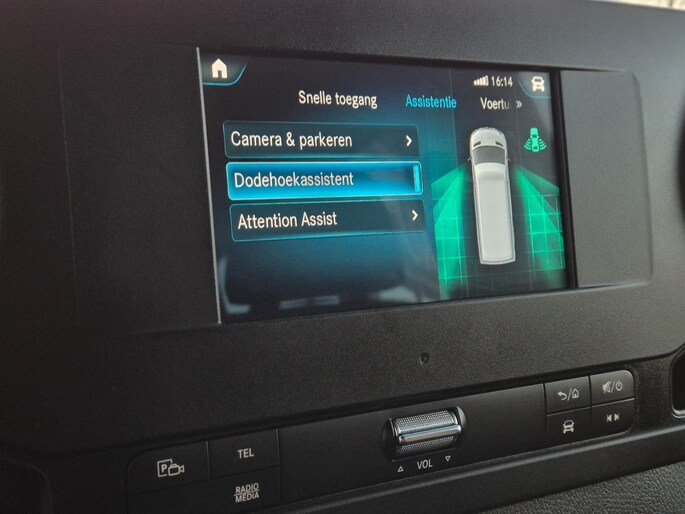 16:14
Snelle toegang Assistentie Voertu »
Camera & parkeren >
Dodehoekassistent
Attention Assist >
P TEL
RADIO
MEDIA
VOL